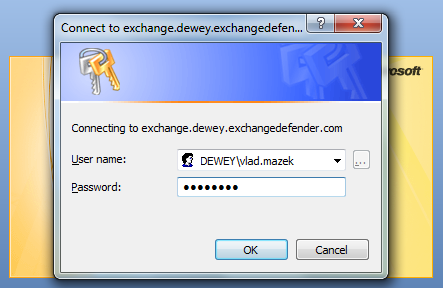 Connect to exchange.dewey.exchangedefen...
Microsoft
Connecting to exchange.dewey.exchangedefender.com
User name:
DEWEY\vlad.mazek
...
Password:
••••••••
OK
Cancel